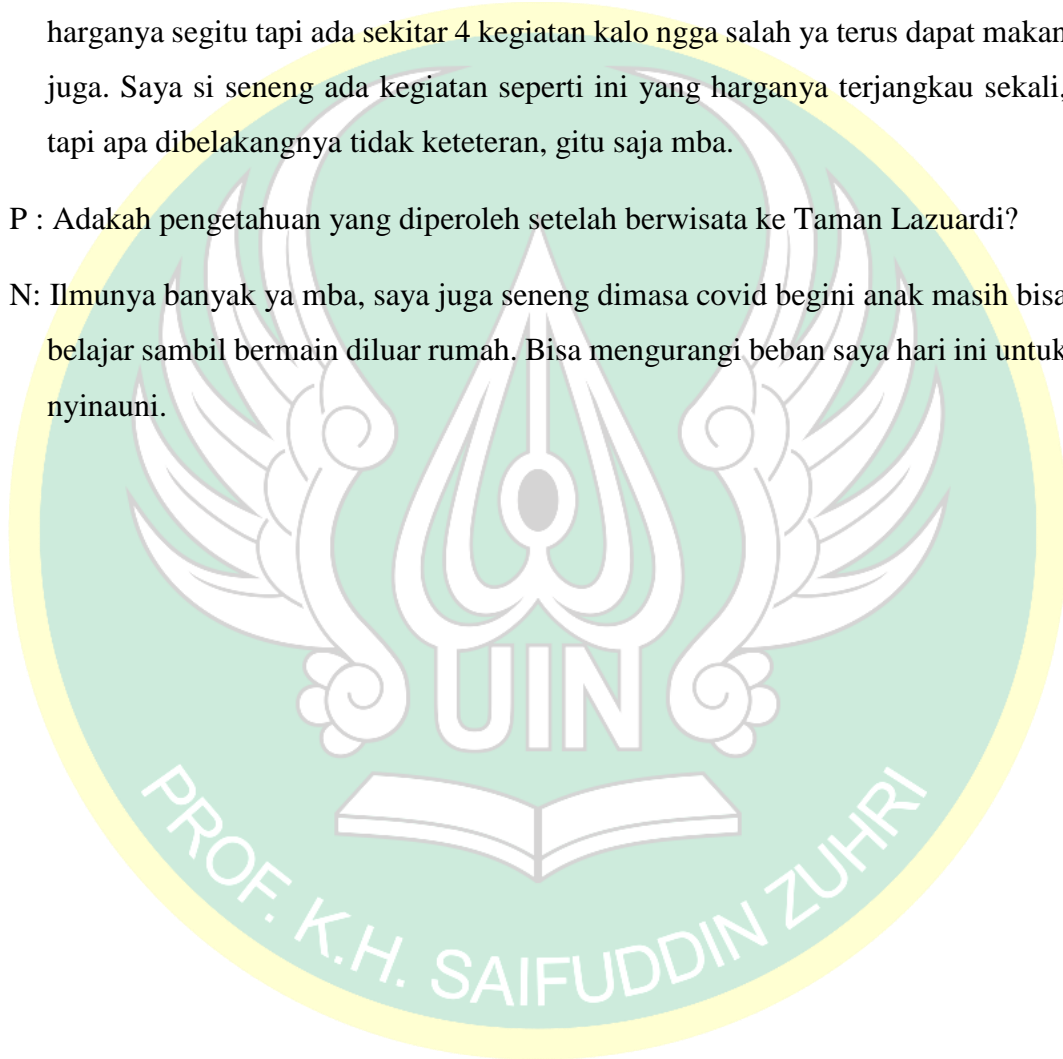 harganya segitu tapi ada sekitar 4 kegiatan kalo ngga salah ya terus dapat makan
juga. Saya si seneng ada kegiatan seperti ini yang harganya terjangkau sekali,
tapi apa dibelakangnya tidak keteteran, gitu saja mba.
P : Adakah pengetahuan yang diperoleh setelah berwisata ke Taman Lazuardi?
N: Ilmunya banyak ya mba, saya juga seneng dimasa covid begini anak masih bisa
belajar sambil bermain diluar rumah. Bisa mengurangi beban saya hari ini untuk
nyinauni.
UIN
PROF. K.H. SAIFUDDIN ZUHRI